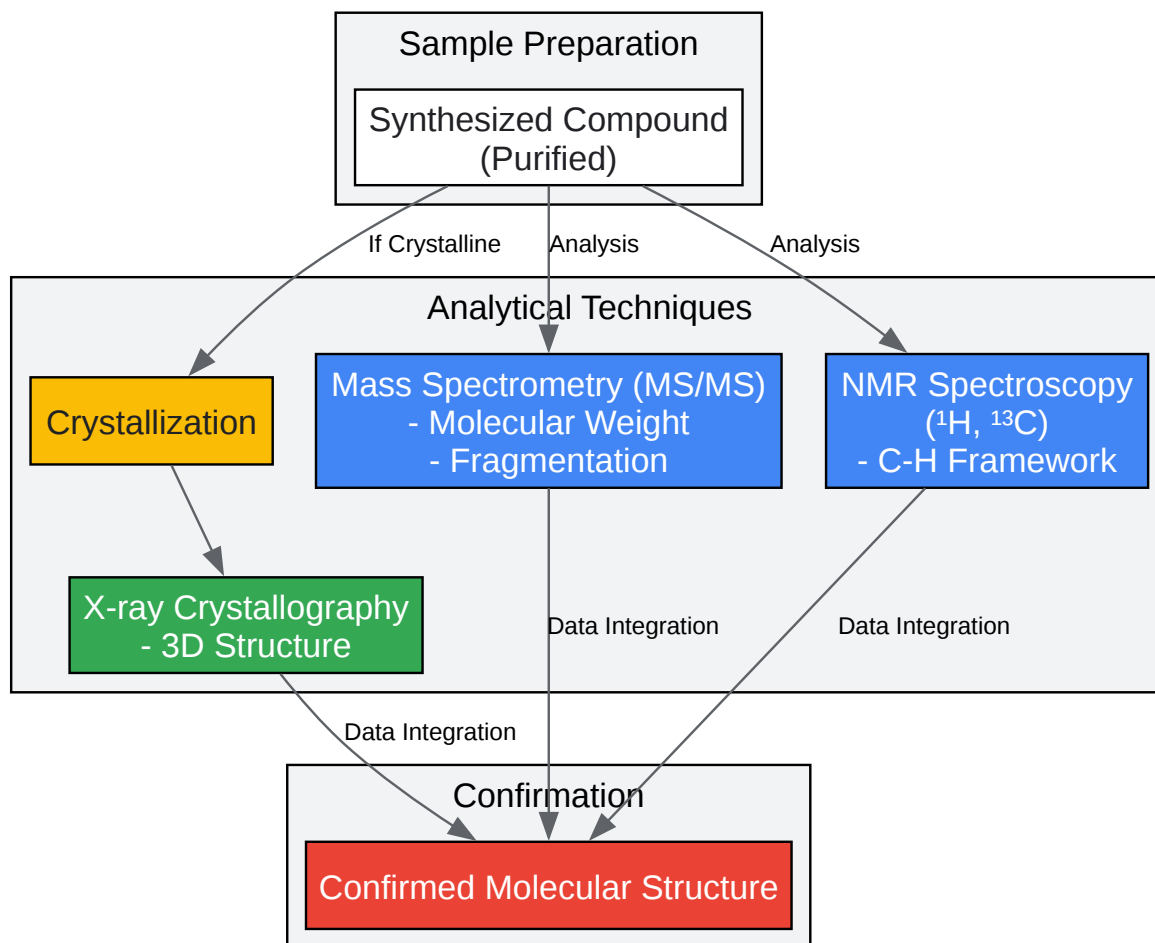 Sample Preparation
Synthesized Compound
(Purified)
If Crystalline
Analysis
Analysis
Analytical Techniques
Crystallization
Mass Spectrometry (MS/MS)
- Molecular Weight
- Fragmentation
NMR Spectroscopy
(¹H, ¹³C)
- C-H Framework
X-ray Crystallography
- 3D Structure
Data Integration
Data Integration
Data Integration
Confirmation
Confirmed Molecular Structure